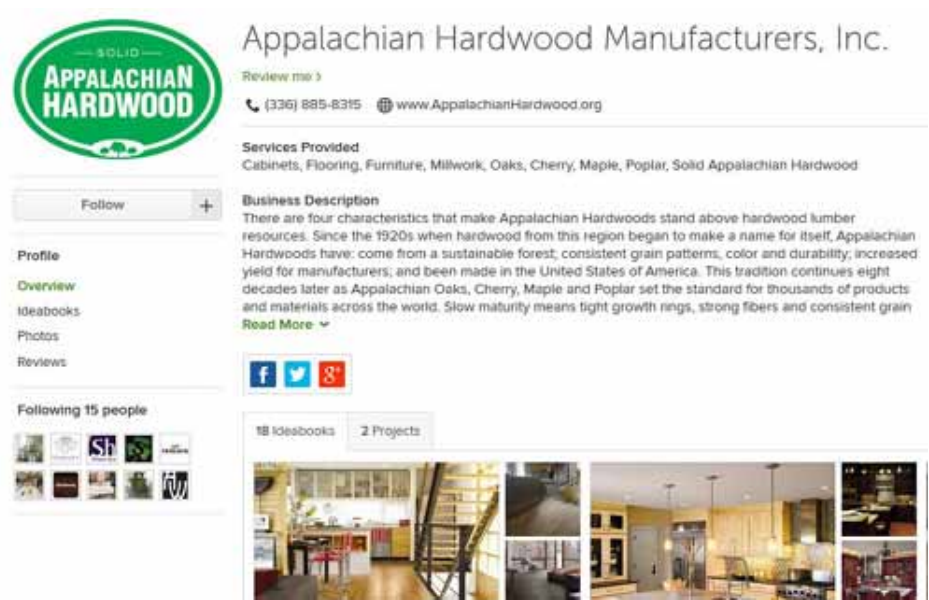 SOLID
APPALACHIAN
HARDWOOD
Follow
+
Profile
Overview
Ideabooks
Photos
Reviews
Following 15 people
Sh
Appalachian Hardwood Manufacturers, Inc.
Review me ›
(336) 885-8315 www.AppalachianHardwood.org
Services Provided
Cabinets, Flooring, Furniture, Millwork, Oaks, Cherry, Maple, Poplar, Solid Appalachian Hardwood
Business Description
There are four characteristics that make Appalachian Hardwoods stand above hardwood lumber
resources. Since the 1920s when hardwood from this region began to make a name for itself, Appalachian
Hardwoods have: come from a sustainable forest; consistent grain patterns, color and durability; increased
yield for manufacturers; and been made in the United States of America. This tradition continues eight
decades later as Appalachian Oaks, Cherry, Maple and Poplar set the standard for thousands of products
and materials across the world. Slow maturity means tight growth rings, strong fibers and consistent grain
Read More
f
8+
18 Ideabooks 2 Projects